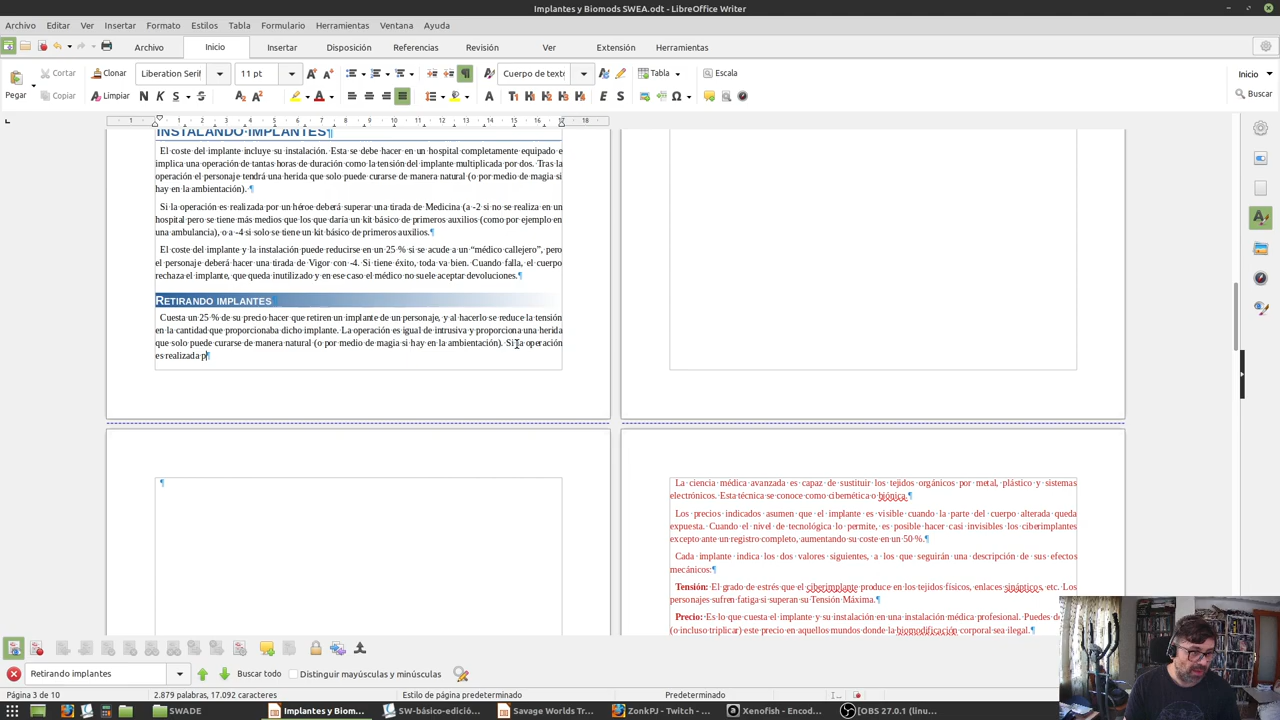 Implantes y Biomods SWEA.odt - LibreOffice Writer
Archivo Editar Ver Insertar Formato Estilos Tabla Formulario Herramientas Ventana Ayuda
Archivo Inicio Insertar Disposición Referencias Revisión Ver Extensión Herramientas
Cortar Clonar Liberation Serif 11 pt Cuerpo de texto Tabla Escala Inicio
Pegar Copiar Limpiar N K S S Buscar
1 1 2 3 4 5 6 7 8 9 10 11 12 13 14 15 16 17 18
INSTALANDO IMPLANTES¶
El coste del implante incluye su instalación. Esta se debe hacer en un hospital completamente equipado e
implica una operación de tantas horas de duración como la tensión del implante multiplicada por dos. Tras la
operación el personaje tendrá una herida que solo puede curarse de manera natural (o por medio de magia si
hay en la ambientación). ¶
Si la operación es realizada por un héroe deberá superar una tirada de Medicina (a -2 si no se realiza en un
hospital pero se tiene más medios que los que daría un kit básico de primeros auxilios (como por ejemplo en
una ambulancia), o a -4 si solo se tiene un kit básico de primeros auxilios.¶
El coste del implante y la instalación puede reducirse en un 25 % si se acude a un “médico callejero”, pero
el personaje deberá hacer una tirada de Vigor con -4. Si tiene éxito, toda va bien. Cuando falla, el cuerpo
rechaza el implante, que queda inutilizado y en ese caso el médico no suele aceptar devoluciones.¶
RETIRANDO IMPLANTES¶
Cuesta un 25 % de su precio hacer que retiren un implante de un personaje, y al hacerlo se reduce la tensión
en la cantidad que proporcionaba dicho implante. La operación es igual de intrusiva y proporciona una herida
que solo puede curarse de manera natural (o por medio de magia si hay en la ambientación). Si la operación
es realizada p¶
¶
La ciencia médica avanzada es capaz de sustituir los tejidos orgánicos por metal, plástico y sistemas
electrónicos. Esta técnica se conoce como cibernética o biónica.¶
Los precios indicados asumen que el implante es visible cuando la parte del cuerpo alterada queda
expuesta. Cuando el nivel de tecnológica lo permite, es posible hacer casi invisibles los ciberimplantes
excepto ante un registro completo, aumentando su coste en un 50 %.¶
Cada implante indica los dos valores siguientes, a los que seguirán una descripción de sus efectos
mecánicos:¶
Tensión: El grado de estrés que el ciberimplante produce en los tejidos físicos, enlaces sinápticos, etc. Los
personajes sufren fatiga si superan su Tensión Máxima.¶
Precio: Es lo que cuesta el implante y su instalación en una instalación médica profesional. Puedes
(o incluso triplicar) este precio en aquellos mundos donde la biomodificación corporal sea ilegal.¶
Retirando implantes Buscar todo Distinguir mayúsculas y minúsculas
Página 3 de 10 2.879 palabras, 17.092 caracteres Estilo de página predeterminado Predeterminado
SWADE Implantes y Biom... SW-básico-edició... Savage Worlds Tr... ZonkPJ - Twitch - ... Xenofish - Encod... [OBS 27.0.1 (linu...